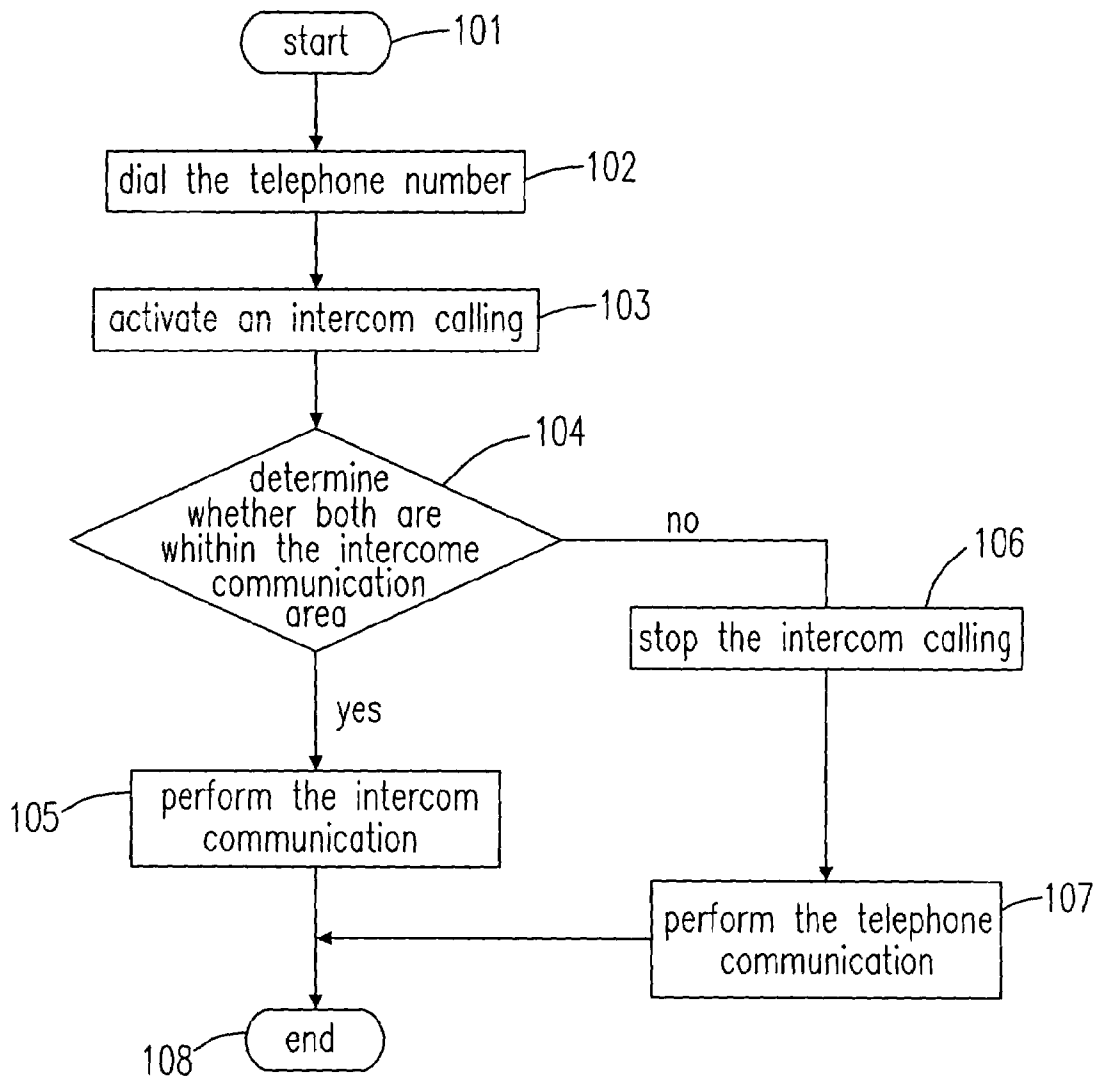 start
101
dial the telephone number
102
activate an intercom calling
103
104
determine
whether both are
whithin the intercome
communication
area
no
106
stop the intercom calling
yes
105
perform the intercom
communication
107
perform the telephone
communication
end
108